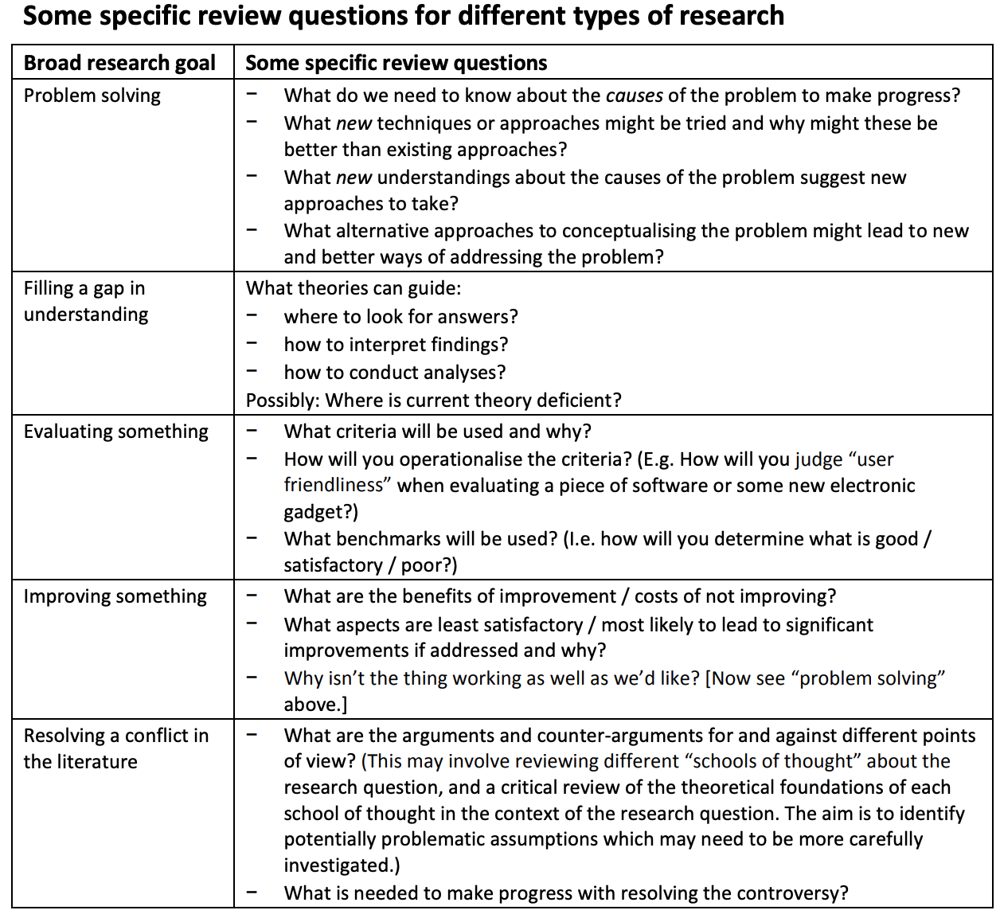 Some specific review questions for different types of research
Broad research goal
Some specific review questions
Problem solving
− What do we need to know about the causes of the problem to make progress?
− What new techniques or approaches might be tried and why might these be
better than existing approaches?
− What new understandings about the causes of the problem suggest new
approaches to take?
− What alternative approaches to conceptualising the problem might lead to new
and better ways of addressing the problem?
Filling a gap in
understanding
What theories can guide:
− where to look for answers?
− how to interpret findings?
− how to conduct analyses?
Possibly: Where is current theory deficient?
Evaluating something
− What criteria will be used and why?
− How will you operationalise the criteria? (E.g. How will you judge “user
friendliness” when evaluating a piece of software or some new electronic
gadget?)
− What benchmarks will be used? (I.e. how will you determine what is good /
satisfactory / poor?)
Improving something
− What are the benefits of improvement / costs of not improving?
− What aspects are least satisfactory / most likely to lead to significant
improvements if addressed and why?
− Why isn’t the thing working as well as we’d like? [Now see “problem solving”
above.]
Resolving a conflict in
the literature
− What are the arguments and counter-arguments for and against different points
of view? (This may involve reviewing different “schools of thought” about the
research question, and a critical review of the theoretical foundations of each
school of thought in the context of the research question. The aim is to identify
potentially problematic assumptions which may need to be more carefully
investigated.)
− What is needed to make progress with resolving the controversy?